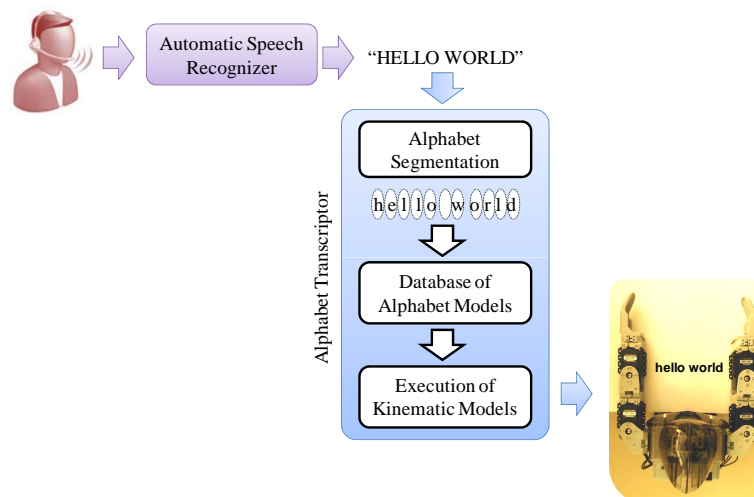 Automatic Speech
Recognizer
“HELLO WORLD”
Alphabet Transcriptor
Alphabet
Segmentation
h e l l o w o r l d
Database of
Alphabet Models
Execution of
Kinematic Models
hello world